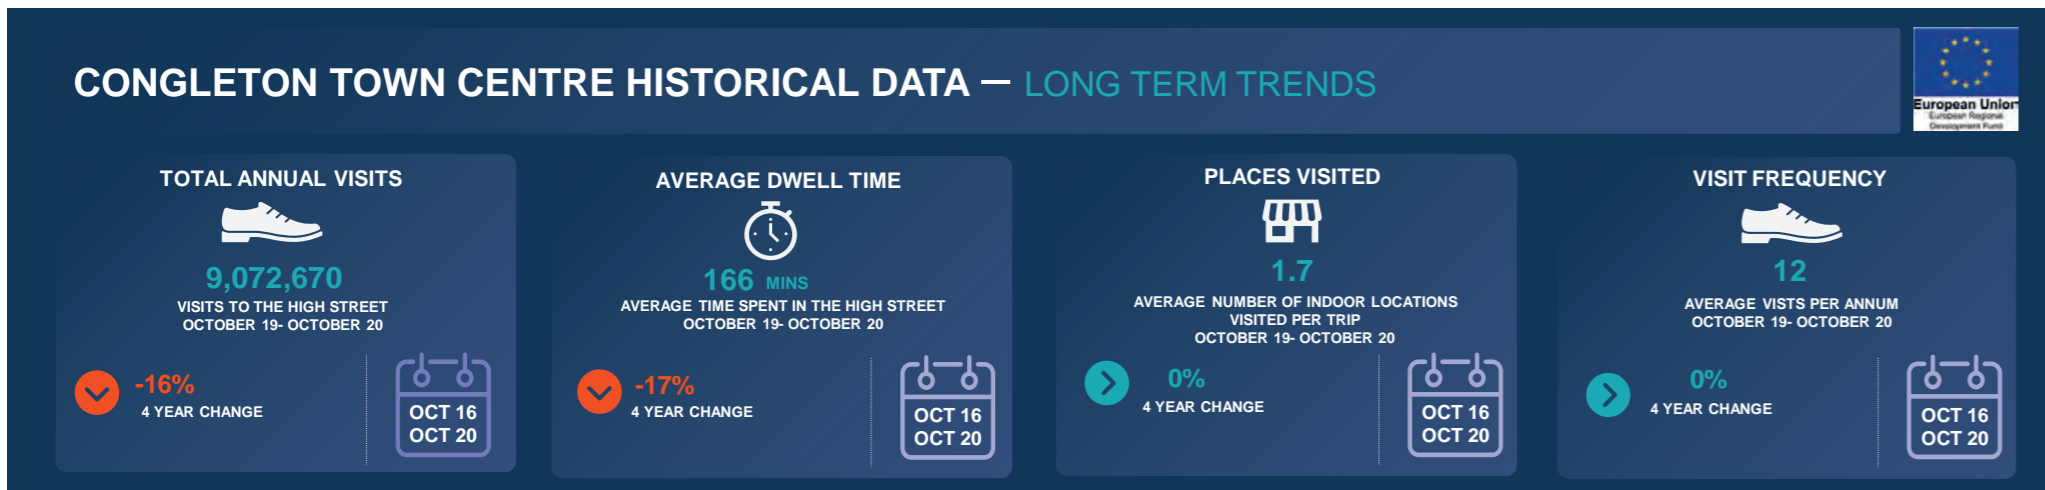 CONGLETON TOWN CENTRE HISTORICAL DATA — LONG TERM TRENDS
European Union
European Regional
Development Fund
TOTAL ANNUAL VISITS
9,072,670
VISITS TO THE HIGH STREET
OCTOBER 19- OCTOBER 20
-16%
4 YEAR CHANGE
OCT 16
OCT 20
AVERAGE DWELL TIME
166 MINS
AVERAGE TIME SPENT IN THE HIGH STREET
OCTOBER 19- OCTOBER 20
-17%
4 YEAR CHANGE
OCT 16
OCT 20
PLACES VISITED
1.7
AVERAGE NUMBER OF INDOOR LOCATIONS
VISITED PER TRIP
OCTOBER 19- OCTOBER 20
0%
4 YEAR CHANGE
OCT 16
OCT 20
VISIT FREQUENCY
12
AVERAGE VISTS PER ANNUM
OCTOBER 19- OCTOBER 20
0%
4 YEAR CHANGE
OCT 16
OCT 20